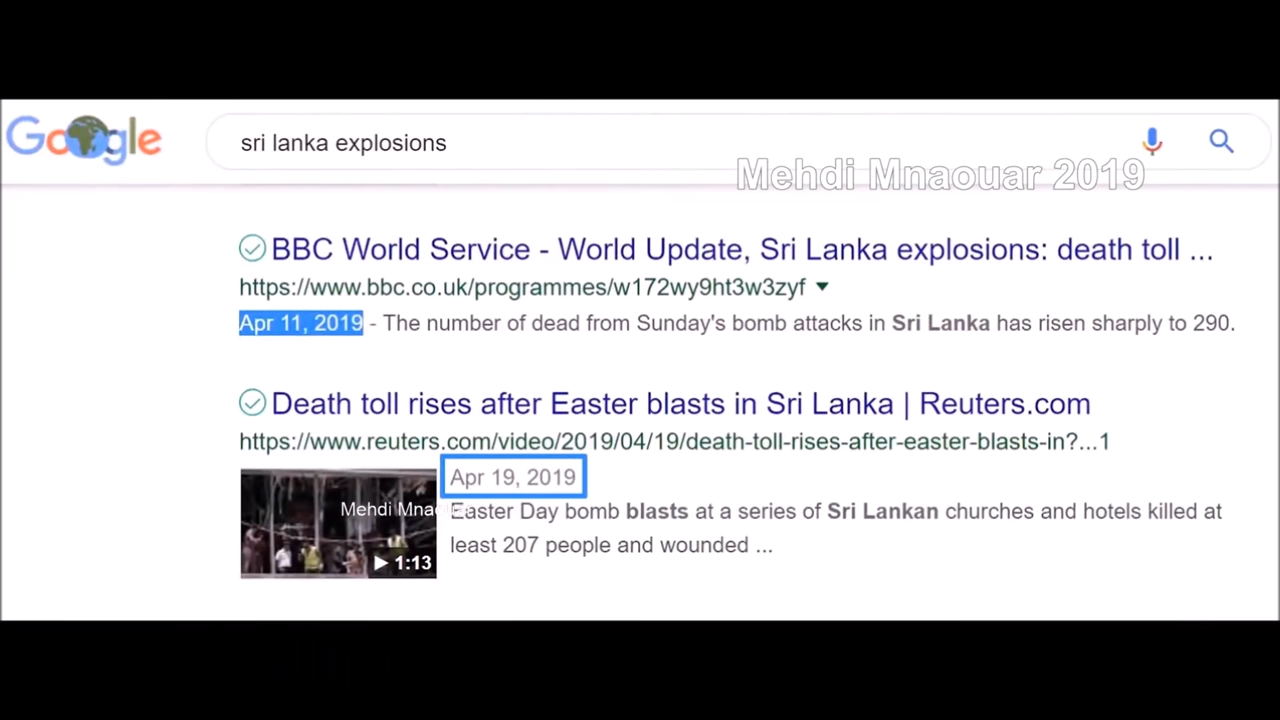 Google
sri lanka explosions
Mehdi Mnaouar 2019
BBC World Service - World Update, Sri Lanka explosions: death toll ...
https://www.bbc.co.uk/programmes/w172wy9ht3w3zyf
Apr 11, 2019 - The number of dead from Sunday's bomb attacks in Sri Lanka has risen sharply to 290.
Death toll rises after Easter blasts in Sri Lanka | Reuters.com
https://www.reuters.com/video/2019/04/19/death-toll-rises-after-easter-blasts-in?...1
Apr 19, 2019
Mehdi
Easter Day bomb blasts at a series of Sri Lankan churches and hotels killed at
least 207 people and wounded ...
1:13